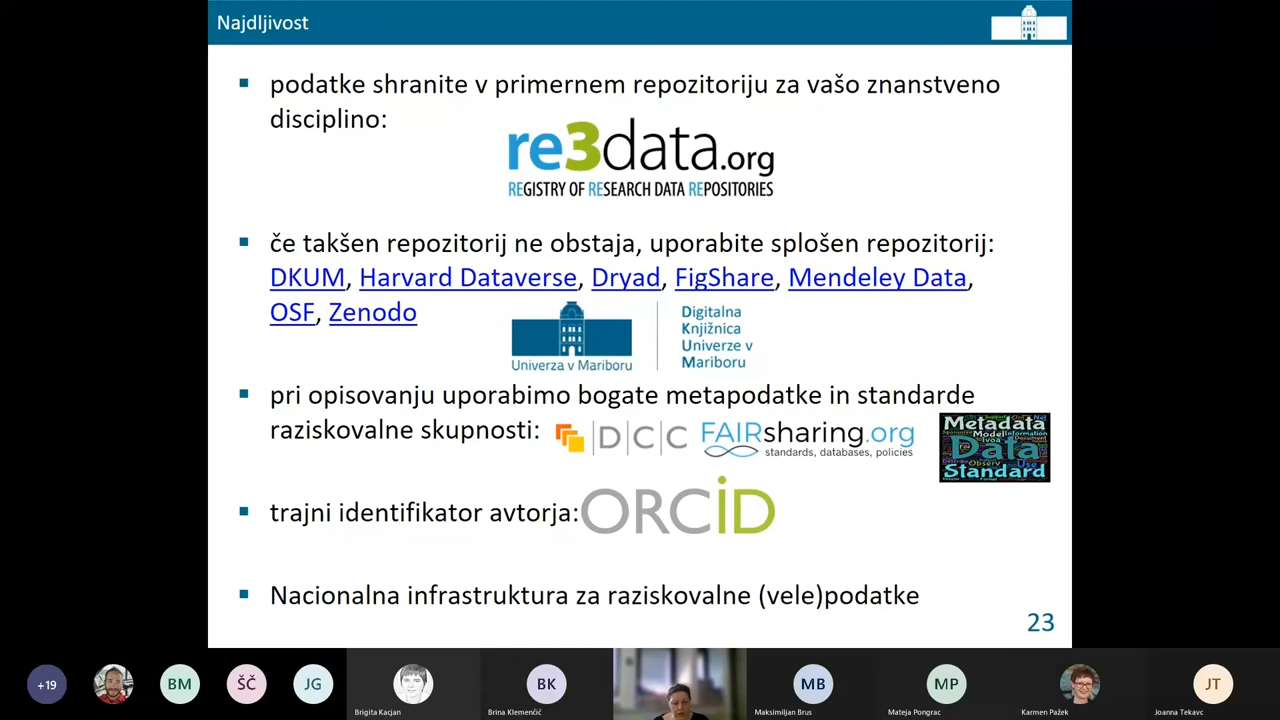 Najdljivost
podatke shranite v primernem repozitoriju za vašo znanstveno
disciplino:
re3data.org
REGISTRY OF RESEARCH DATA REPOSITORIES
če takšen repozitorij ne obstaja, uporabite splošen repozitorij:
DKUM, Harvard Dataverse, Dryad, FigShare, Mendeley Data,
OSF, Zenodo
Univerza v Mariboru
Digitalna
Knjižnica
Univerze v
Mariboru
pri opisovanju uporabimo bogate metapodatke in standarde
raziskovalne skupnosti:
DCC
FAIRsharing.org
standards, databases, policies
Metadata
Model Information
Data
Standard
trajni identifikator avtorja:
ORCID
Nacionalna infrastruktura za raziskovalne (vele)podatke
23
+19
BM
ŠČ
JG
Brigita Kacjan
BK
Brina Klemenčič
MB
Maksimiljan Brus
MP
Mateja Pongrac
Karmen Pažek
JT
Joanna Tekavc